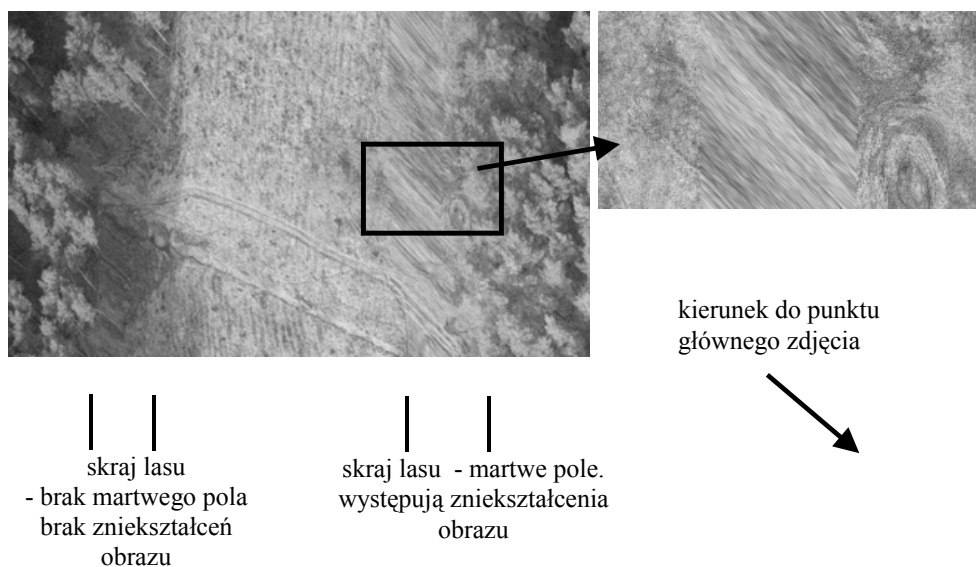 kierunek do punktu
głównego zdjęcia
skraj lasu
- brak martwego pola
brak zniekształceń
obrazu
skraj lasu - martwe pole.
występują zniekształcenia
obrazu